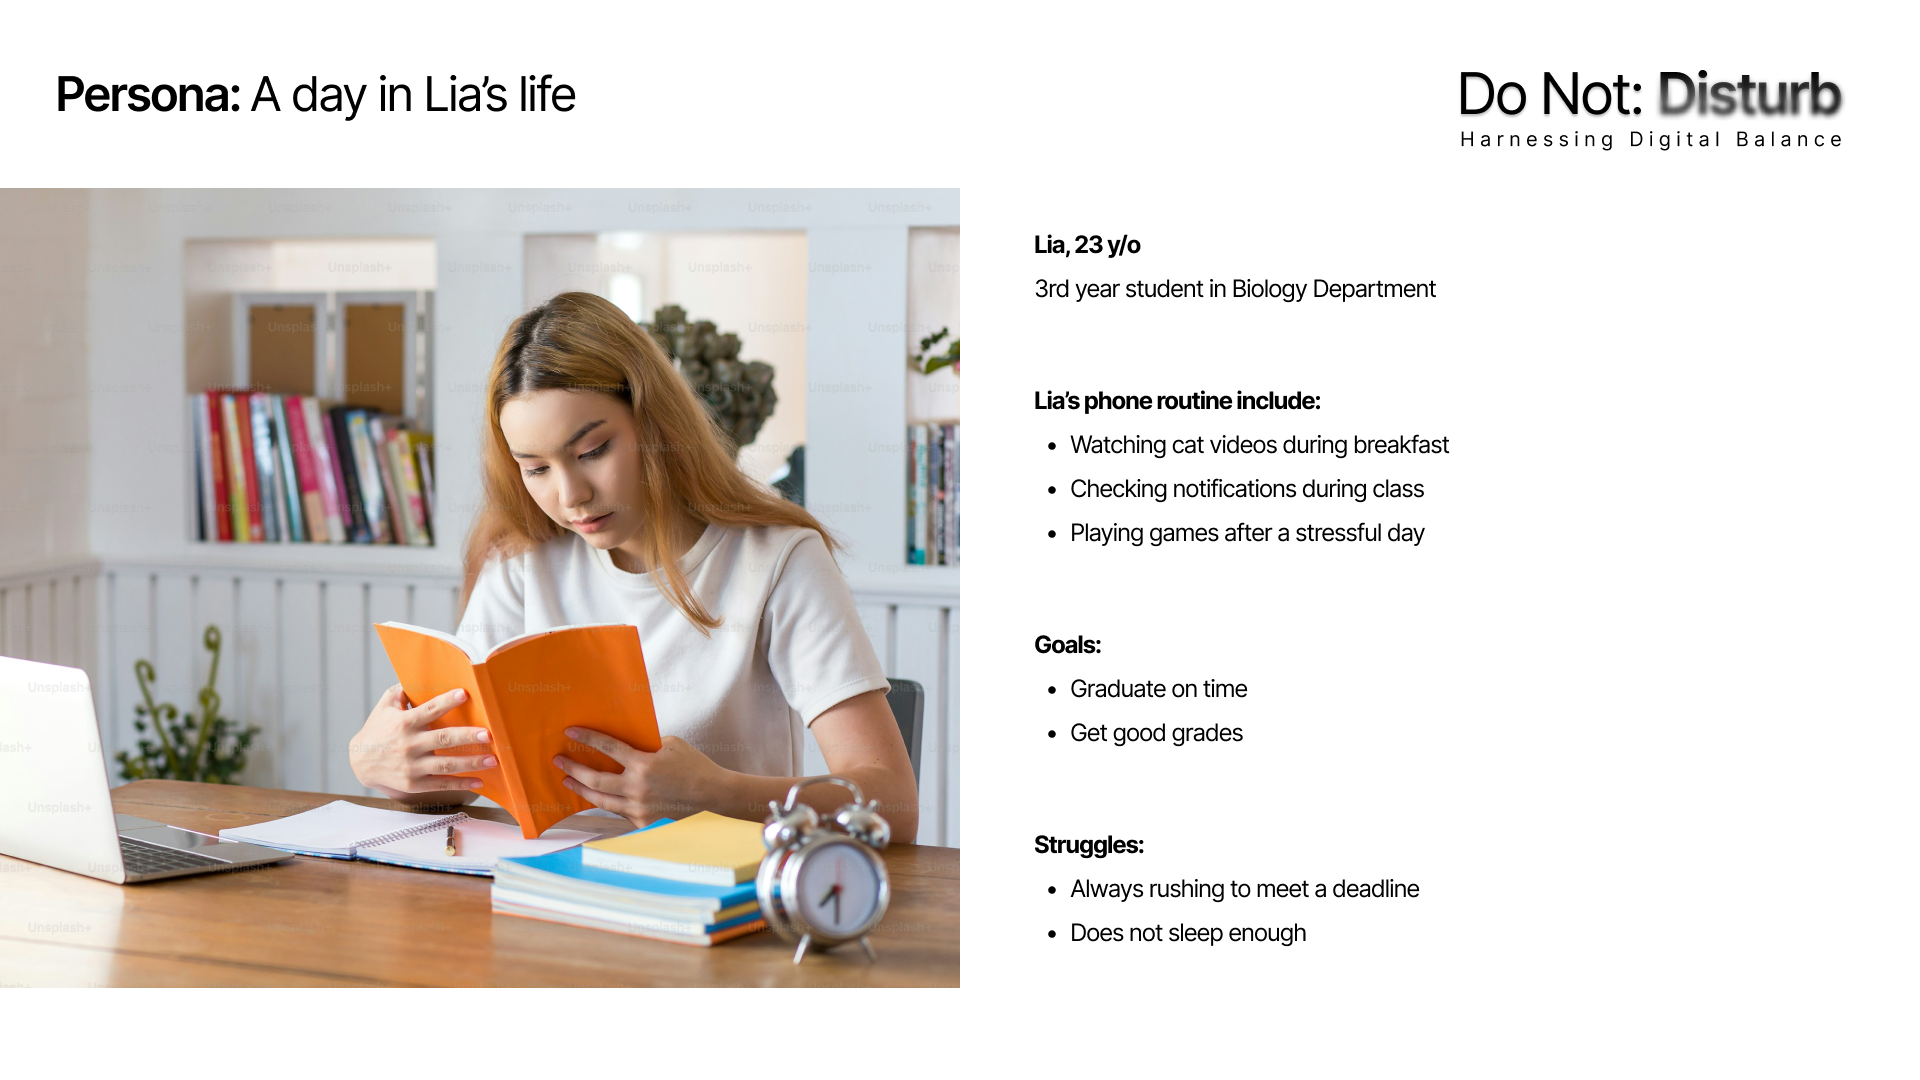 Persona: A day in Lia's life
Do Not: Disturb
Harnessing Digital Balance
Lia, 23 y/o
3rd year student in Biology Department
Lia's phone routine include:
• Watching cat videos during breakfast
• Checking notifications during class
• Playing games after a stressful day
Goals:
• Graduate on time
• Get good grades
Struggles:
• Always rushing to meet a deadline
• Does not sleep enough
Unsplash+